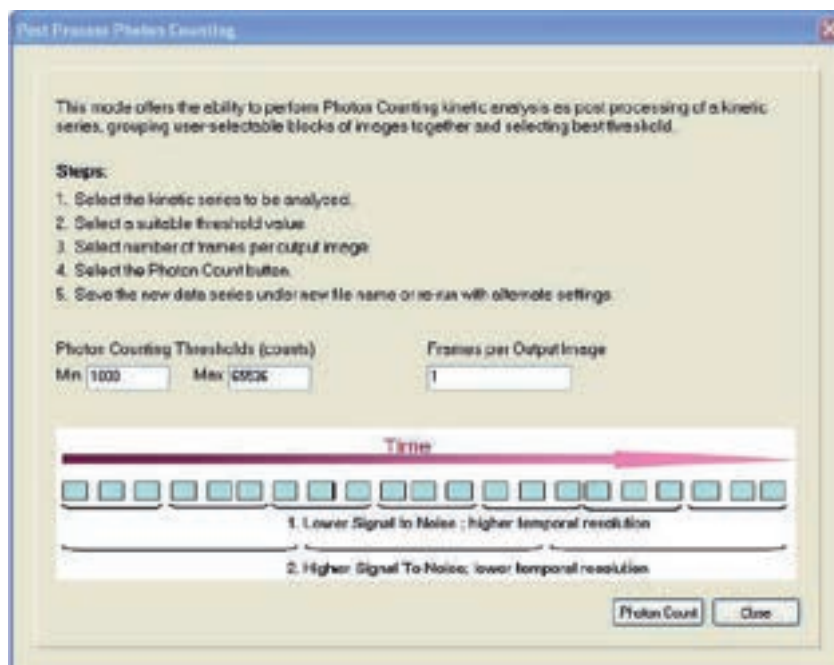 Post Process Photon Counting
This mode offers the ability to perform Photon Counting kinetic analysis as post processing of a kinetic
series, grouping user-selectable blocks of images together and selecting best threshold.
Steps:
1. Select the kinetic series to be analysed.
2. Select a suitable threshold value
3. Select number of frames per output image
4. Select the Photon Count button.
5. Save the new data series under new file name or re-run with alternate settings.
Photon Counting Thresholds (counts) Frames per Output Image
Min 1000 Max 65536 1
Time
1. Lower Signal to Noise ; higher temporal resolution
2. Higher Signal To Noise; lower temporal resolution
Photon Count Close